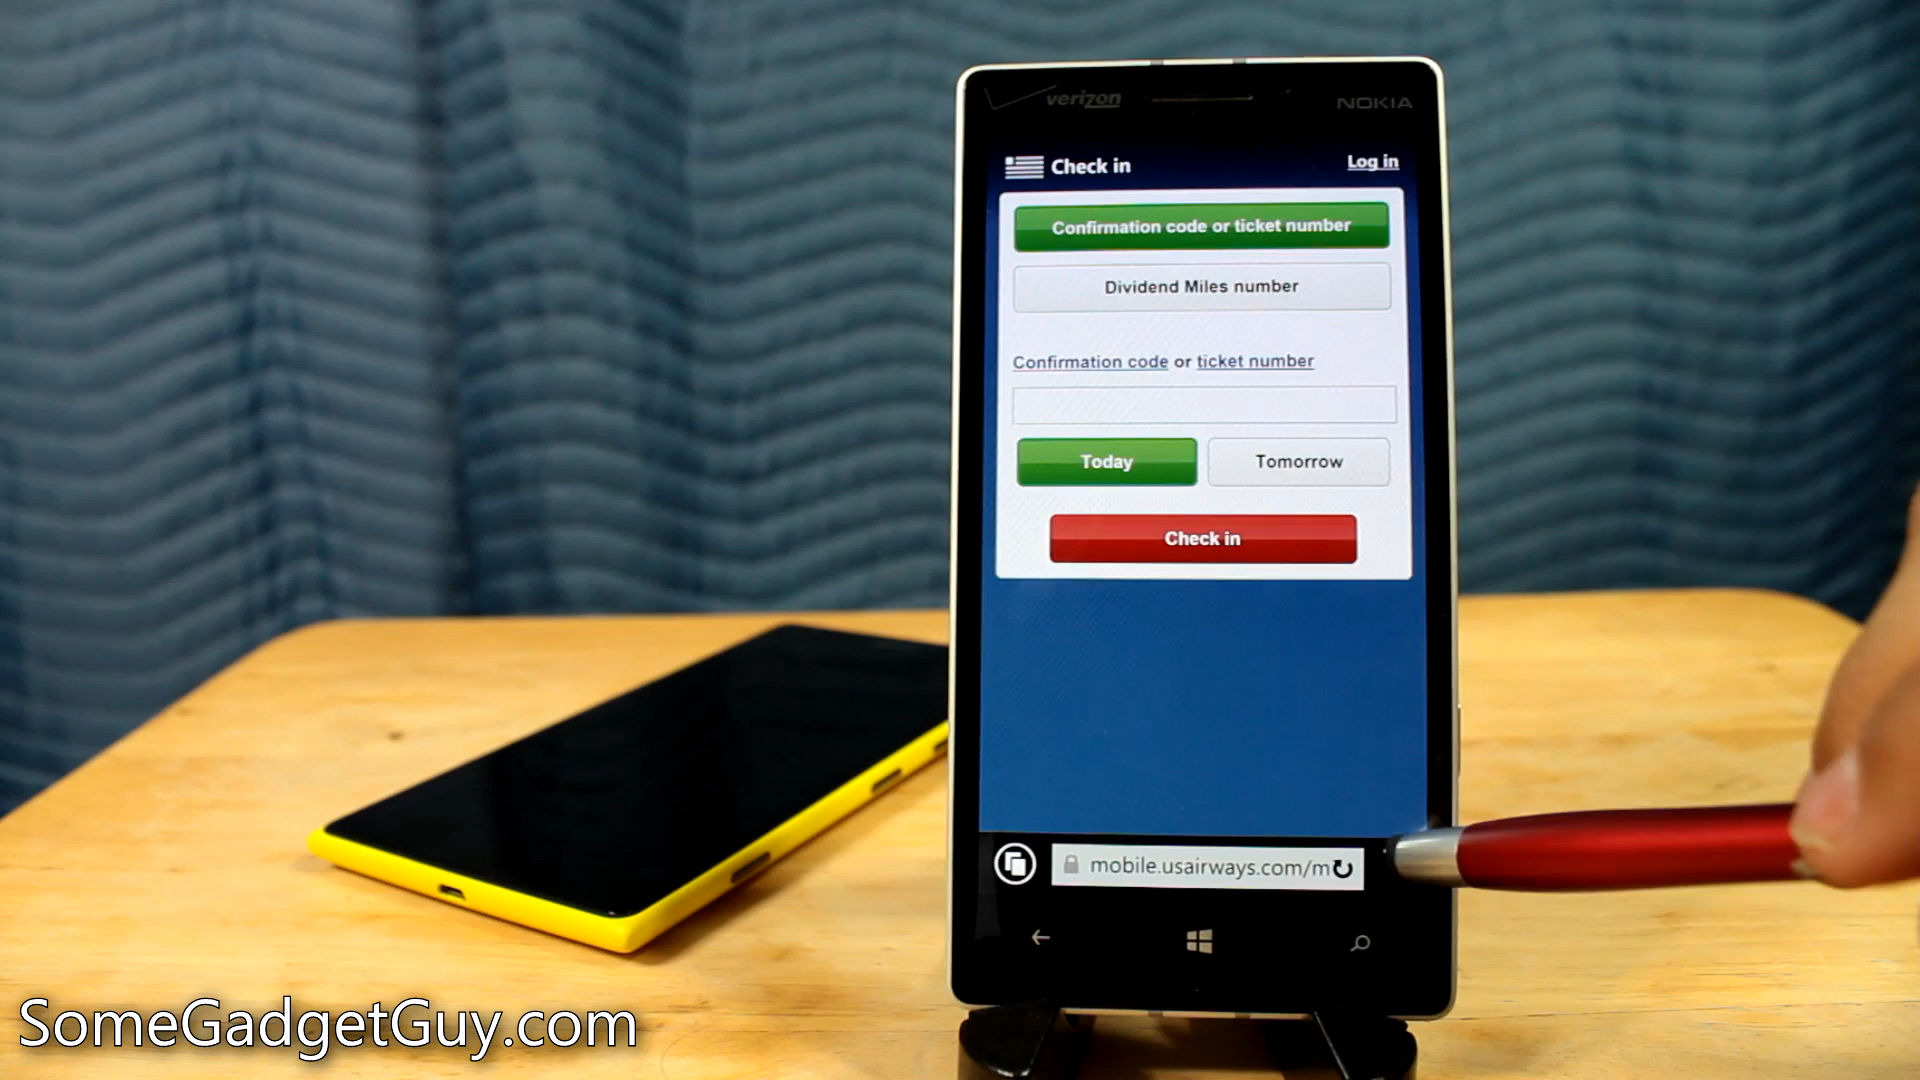 verizon
NOKIA
Check in
Log in
Confirmation code or ticket number
Dividend Miles number
Confirmation code or ticket number
Today
Tomorrow
Check in
mobile.usairways.com/m
SomeGadgetGuy.com